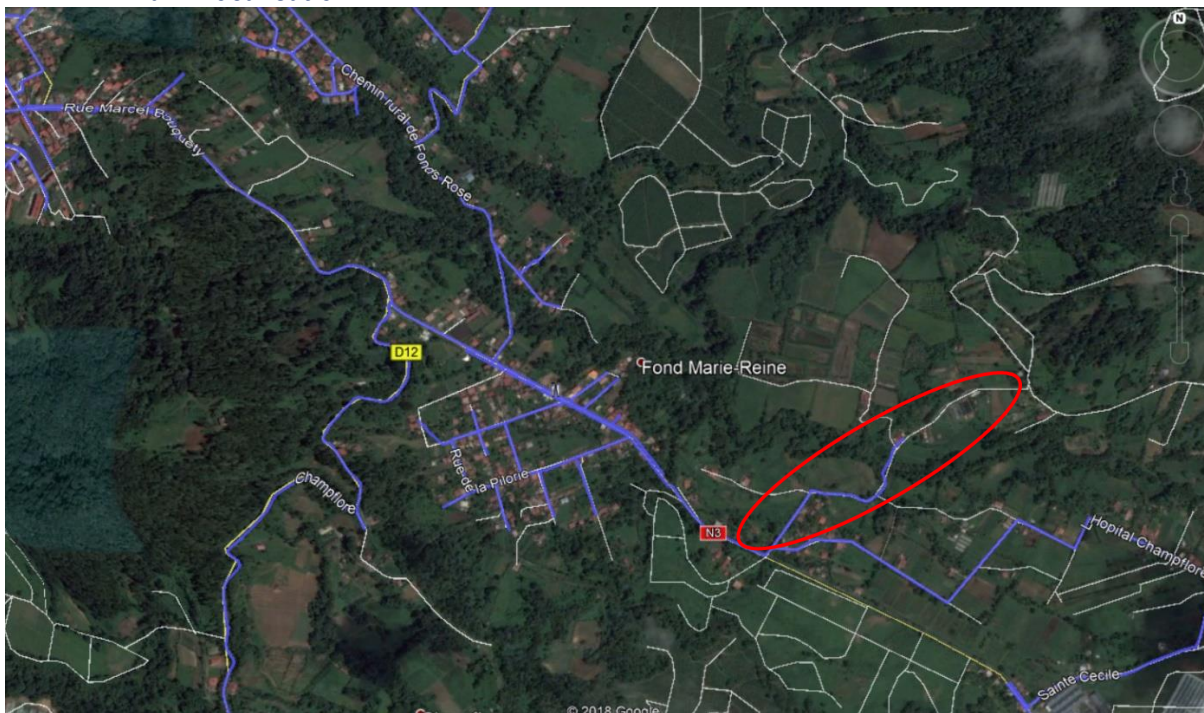 N
Rue Marcel Bouquety
Chemin rural de Fonds Rose
D12
Fond Marie-Reine
Rue de
la Pilorie
Champflore
N3
Hopital Champflore
Sainte Cecile
© 2018 Google